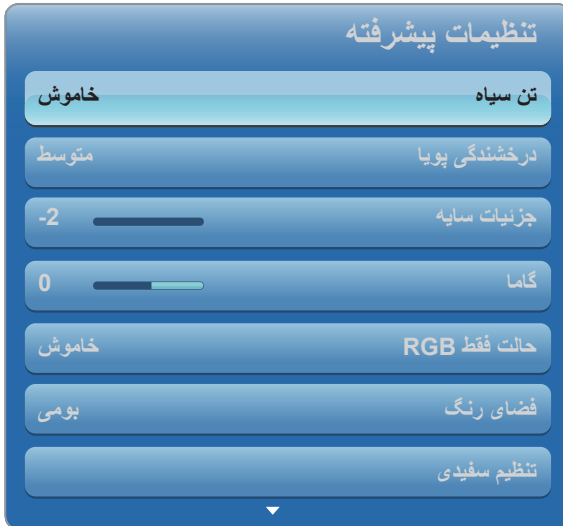 تنظیمات پیشرفته
تن سیاه خاموش
درخشندگی پویا متوسط
جزئیات سایه -2
گاما 0
حالت فقط RGB خاموش
فضای رنگ بومی
تنظیم سفیدی